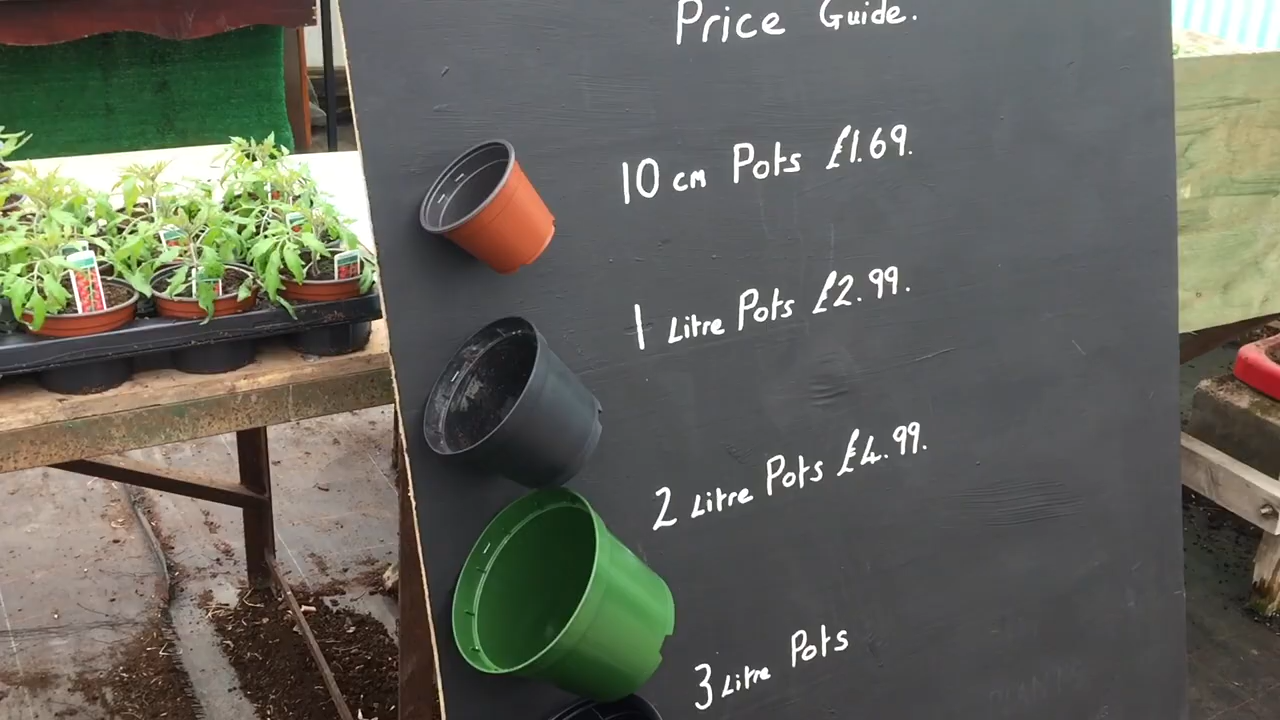 Price Guide.
10 cm Pots £1.69.
1 Litre Pots £2.99.
2 Litre Pots £4.99.
3 Litre Pots
PLANTS